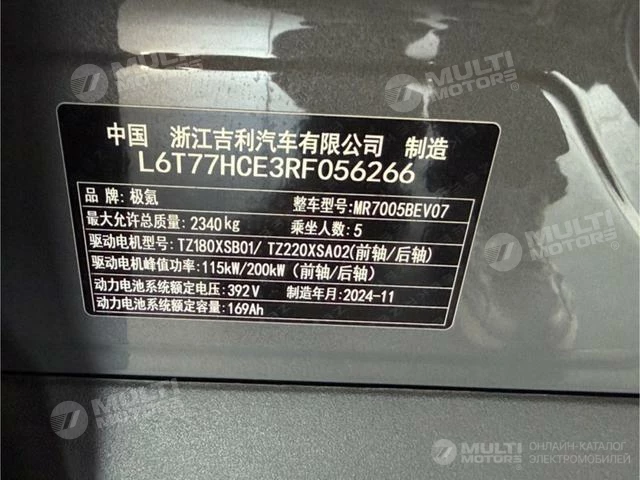 中国 浙江吉利汽车有限公司 制造
L6T77HCE3RF056266
品 牌: 极氪 整车型号:MR7005BEV07
最大允许总质量: 2340kg 乘坐人数: 5
驱动电机型号: TZ180XSB01/ TZ220XSA02(前轴/后轴)
驱动电机峰值功率: 115kW/200kW (前轴/后轴)
动力电池系统额定电压: 392V 制造年月: 2024-11
动力电池系统额定容量: 169Ah
MULTI MOTORS®
MULTI MOTORS®
MULTI MOTORS®
MULTI MOTORS®
MULTI MOTORS® ОНЛАЙН-КАТАЛОГ ЭЛЕКТРОМОБИЛЕЙ